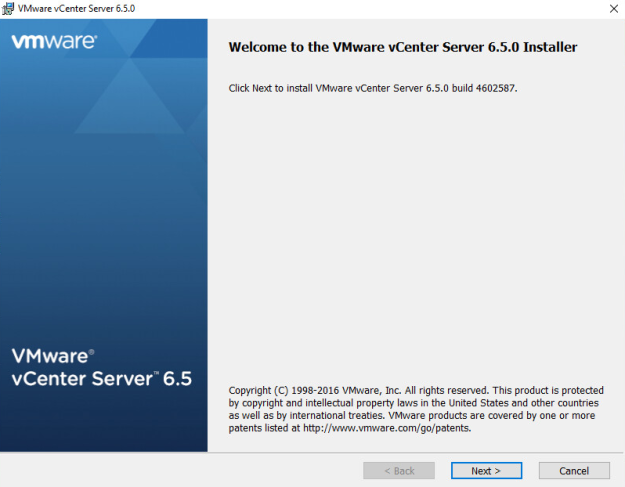 VMware vCenter Server 6.5.0
vmware®
Welcome to the VMware vCenter Server 6.5.0 Installer
Click Next to install VMware vCenter Server 6.5.0 build 4602587.
VMware®
vCenter Server™ 6.5
Copyright (C) 1998-2016 VMware, Inc. All rights reserved. This product is protected
by copyright and intellectual property laws in the United States and other countries
as well as by international treaties. VMware products are covered by one or more
patents listed at http://www.vmware.com/go/patents.
< Back
Next >
Cancel